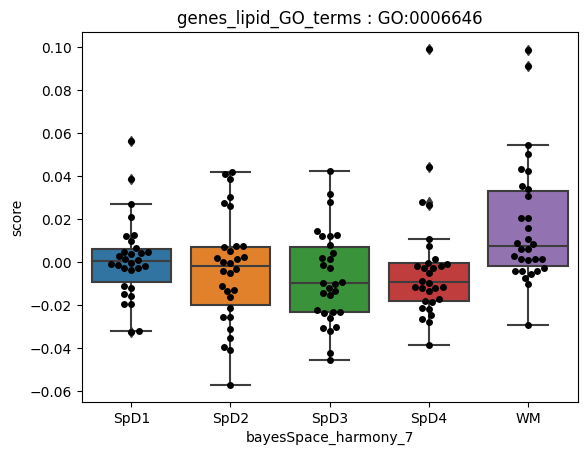 genes_lipid_GO_terms : GO:0006646
score
0.10
0.08
0.06
0.04
0.02
0.00
−0.02
−0.04
−0.06
SpD1 SpD2 SpD3 SpD4 WM
bayesSpace_harmony_7